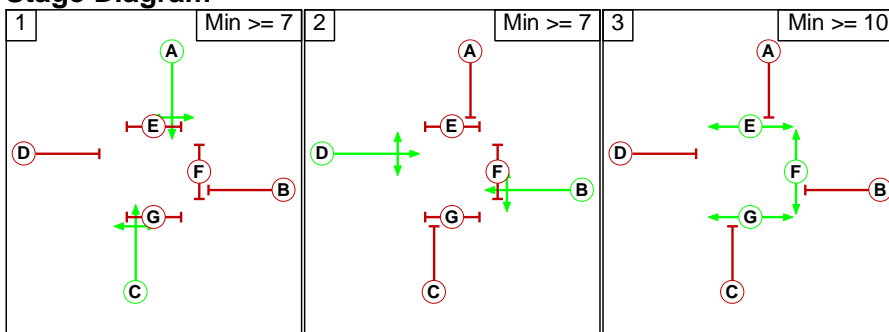 Stage Diagram
1 Min >= 7 2 Min >= 7 3 Min >= 10
A A A
E E E
D D D
F F F
B B B
G G G
C C C